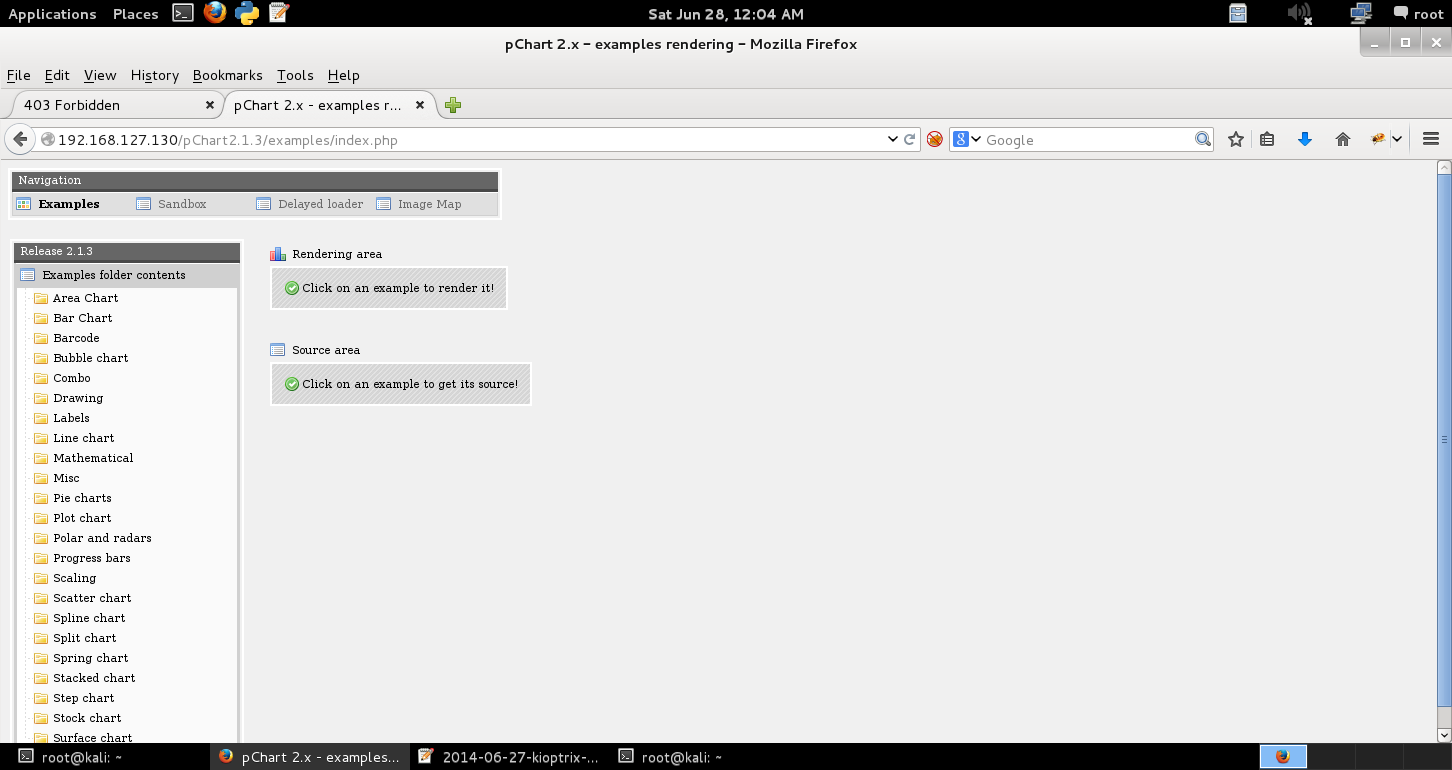 Applications Places Sat Jun 28, 12:04 AM root
pChart 2.x - examples rendering - Mozilla Firefox
File Edit View History Bookmarks Tools Help
403 Forbidden pChart 2.x - examples r...
192.168.127.130/pChart2.1.3/examples/index.php 8 Google
Navigation
Examples Sandbox Delayed loader Image Map
Release 2.1.3
Examples folder contents
Area Chart
Bar Chart
Barcode
Bubble chart
Combo
Drawing
Labels
Line chart
Mathematical
Misc
Pie charts
Plot chart
Polar and radars
Progress bars
Scaling
Scatter chart
Spline chart
Split chart
Spring chart
Stacked chart
Step chart
Stock chart
Surface chart
Rendering area
Click on an example to render it!
Source area
Click on an example to get its source!
root@kali: ~ pChart 2.x - examples... 2014-06-27-kioptrix-... root@kali: ~